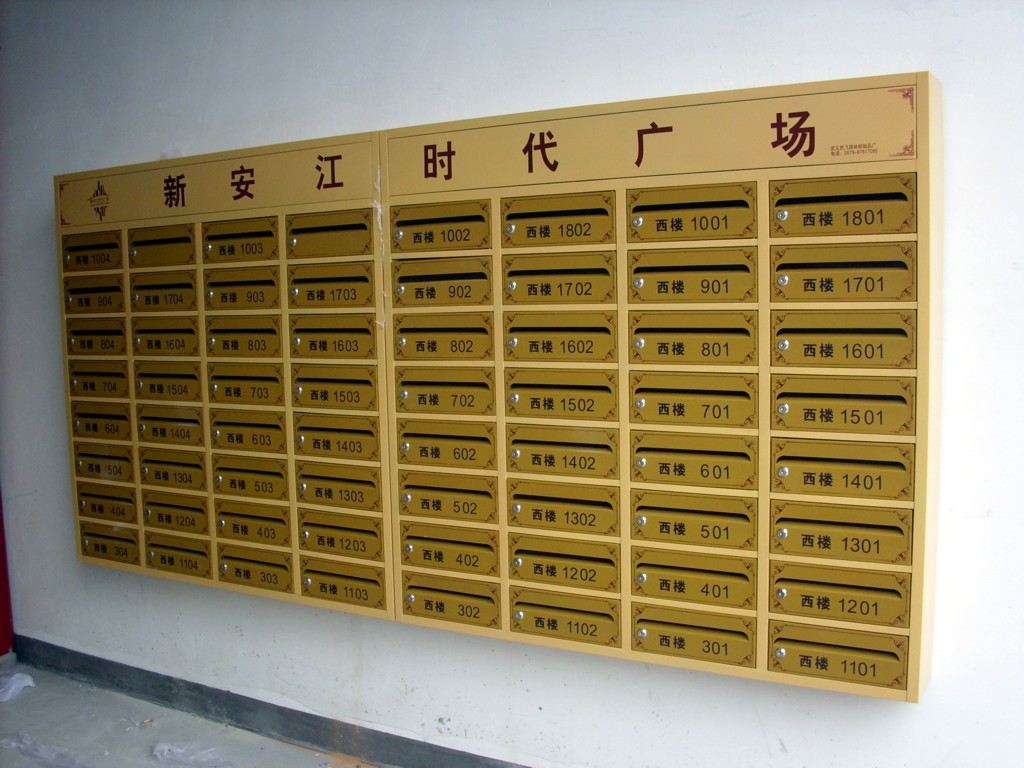 新安江时代广场
西楼 1004
西楼 1003
西楼 1002
西楼 1802
西楼 1001
西楼 1801
西楼 904
西楼 1704
西楼 903
西楼 1703
西楼 902
西楼 1702
西楼 901
西楼 1701
西楼 804
西楼 1604
西楼 803
西楼 1603
西楼 802
西楼 1602
西楼 801
西楼 1601
西楼 704
西楼 1504
西楼 703
西楼 1503
西楼 702
西楼 1502
西楼 701
西楼 1501
西楼 604
西楼 1404
西楼 603
西楼 1403
西楼 602
西楼 1402
西楼 601
西楼 1401
西楼 504
西楼 1304
西楼 503
西楼 1303
西楼 502
西楼 1302
西楼 501
西楼 1301
西楼 404
西楼 1204
西楼 403
西楼 1203
西楼 402
西楼 1202
西楼 401
西楼 1201
西楼 304
西楼 1104
西楼 303
西楼 1103
西楼 302
西楼 1102
西楼 301
西楼 1101